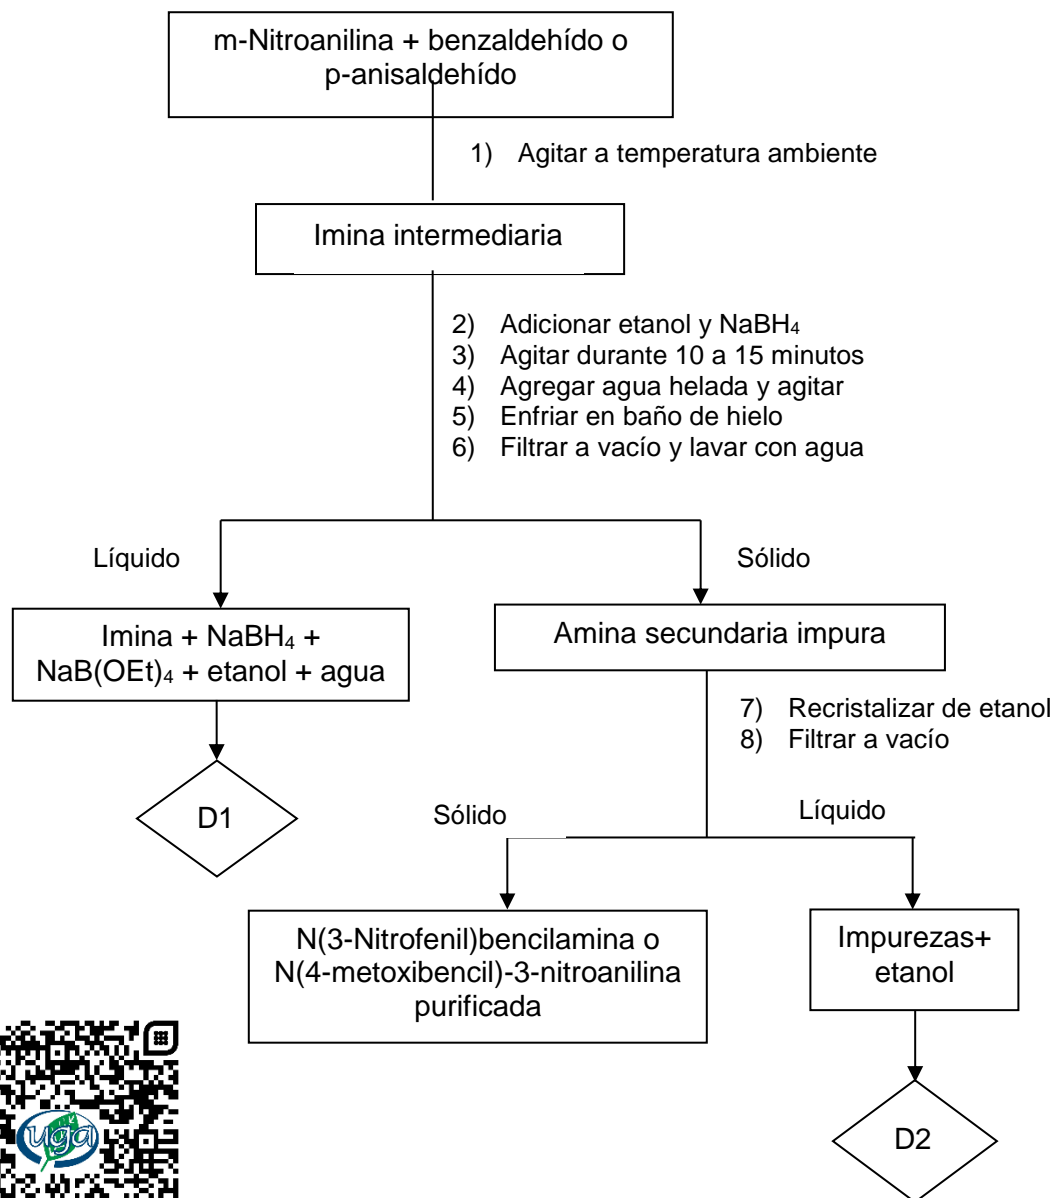 m-Nitroanilina + benzaldehído o
p-anisaldehído
1) Agitar a temperatura ambiente
Imina intermediaria
2) Adicionar etanol y NaBH₄
3) Agitar durante 10 a 15 minutos
4) Agregar agua helada y agitar
5) Enfriar en baño de hielo
6) Filtrar a vacío y lavar con agua
Líquido
Sólido
Imina + NaBH₄ +
NaB(OEt)₄ + etanol + agua
Amina secundaria impura
7) Recristalizar de etanol
8) Filtrar a vacío
D1
Sólido
Líquido
N(3-Nitrofenil)bencilamina o
N(4-metoxibencil)-3-nitroanilina
purificada
Impurezas+
etanol
uga
D2